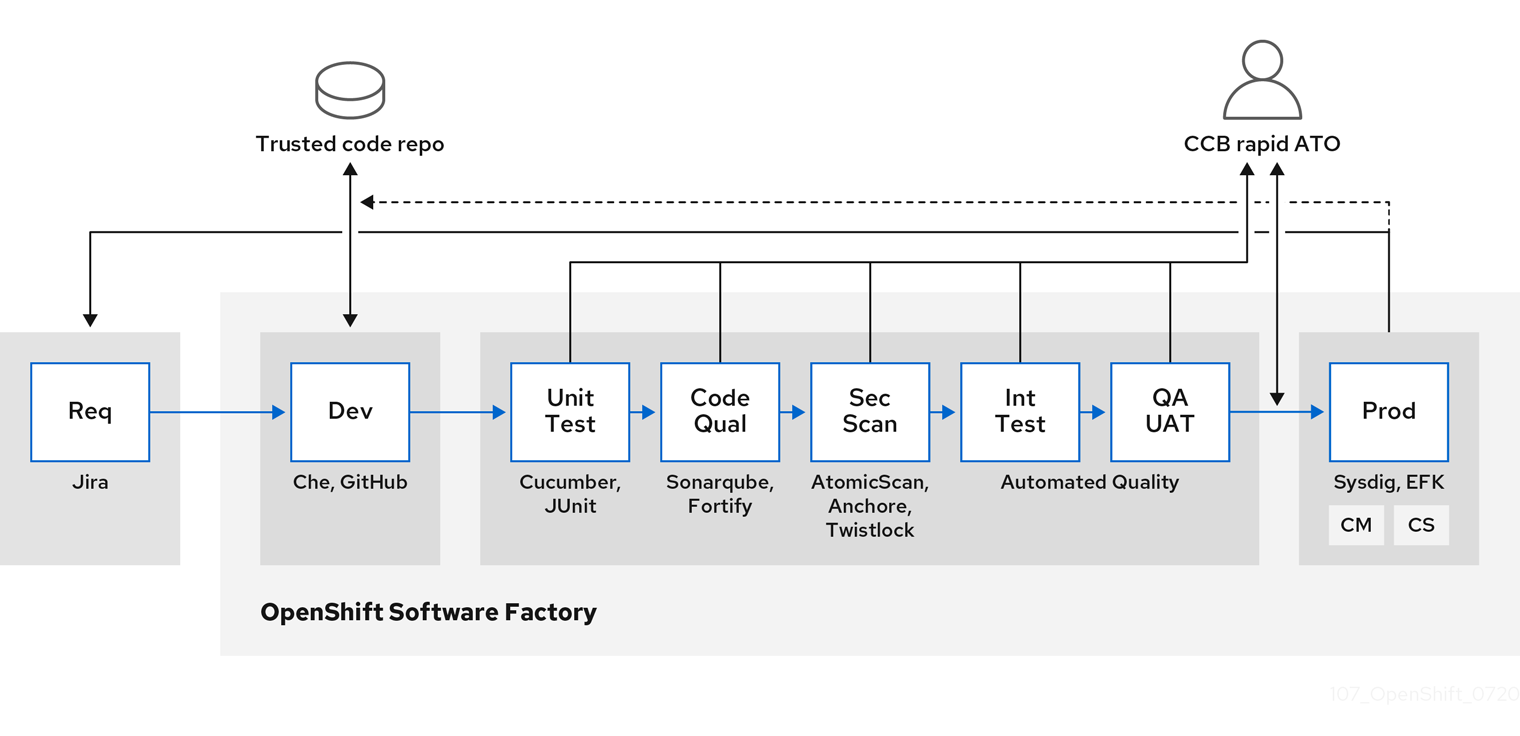 Trusted code repo
CCB rapid ATO
Req
Dev
Unit
Test
Code
Qual
Sec
Scan
Int
Test
QA
UAT
Prod
Jira
Che, GitHub
Cucumber,
JUnit
Sonarqube,
Fortify
AtomicScan,
Anchore,
Twistlock
Automated Quality
Sysdig, EFK
CM
CS
OpenShift Software Factory
107_OpenShift_0720